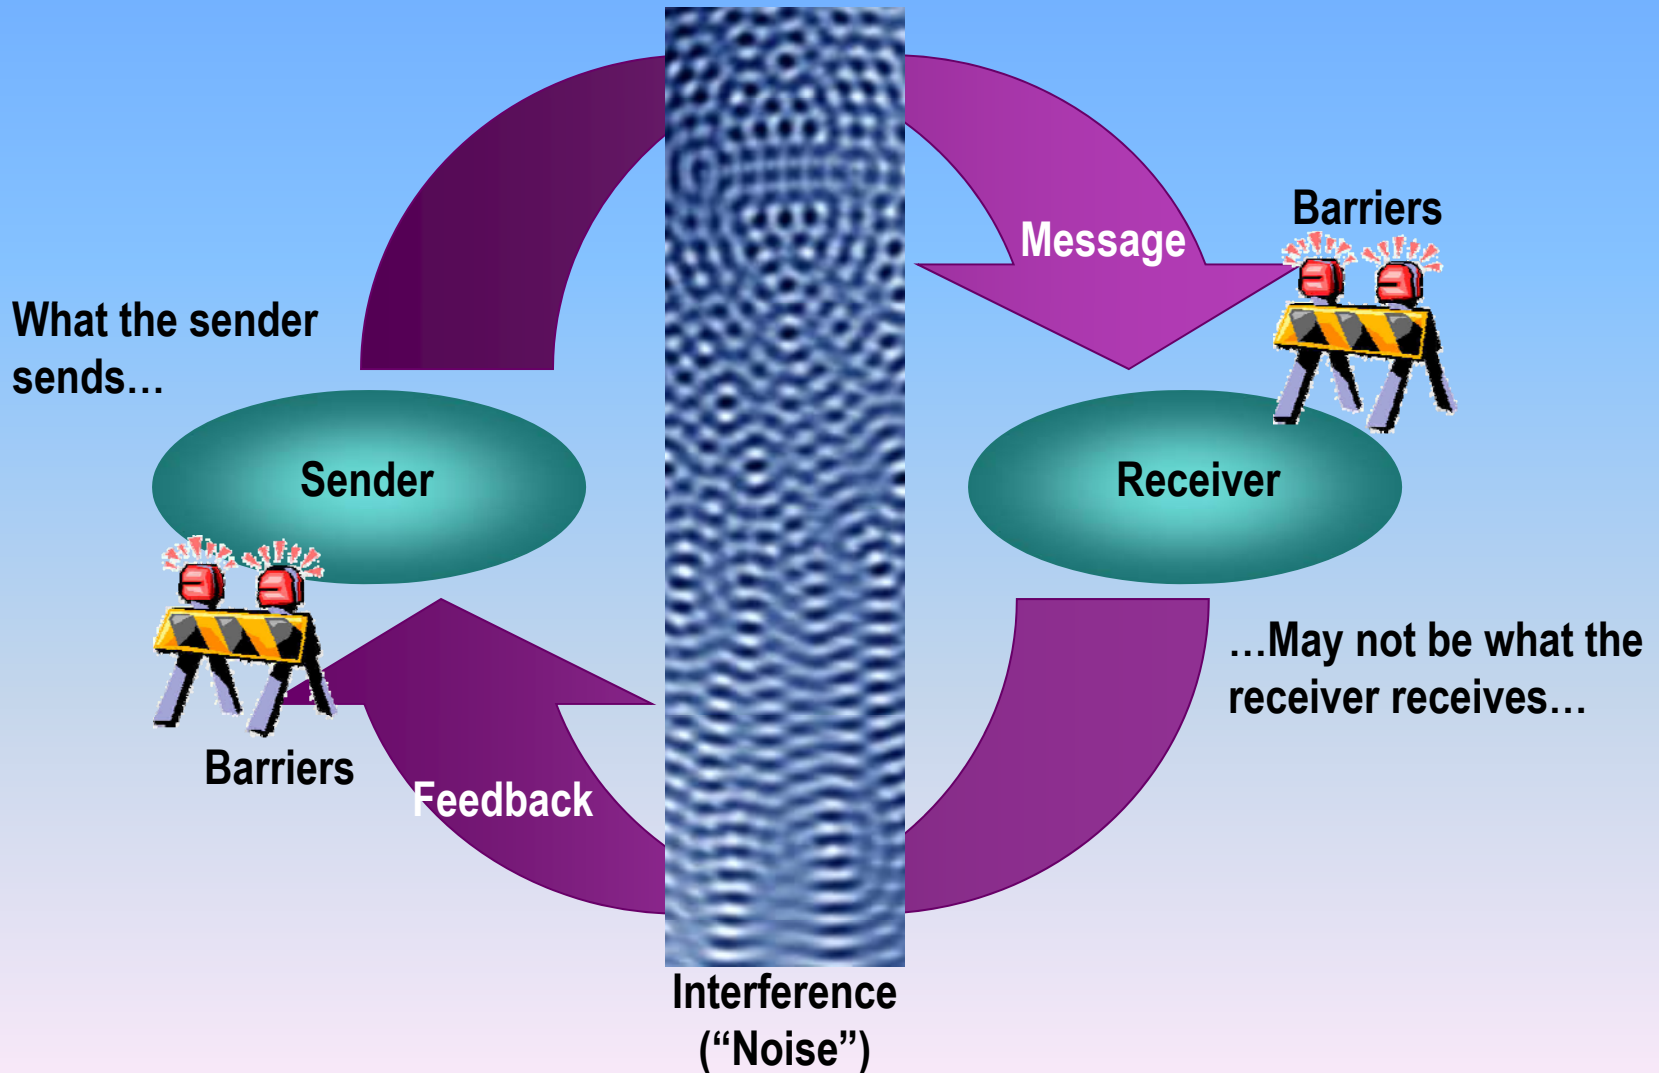 Barriers
Message
What the sender
sends…
Sender
Receiver
…May not be what the
receiver receives…
Barriers
Feedback
Interference
(“Noise”)